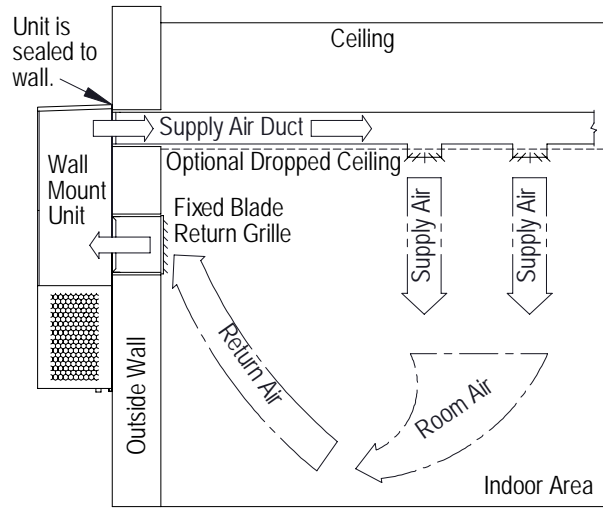 Unit is
sealed to
wall.
Ceiling
Supply Air Duct
Optional Dropped Ceiling
Wall
Mount
Unit
Fixed Blade
Return Grille
Supply Air
Supply Air
Return Air
Room Air
Outside Wall
Indoor Area